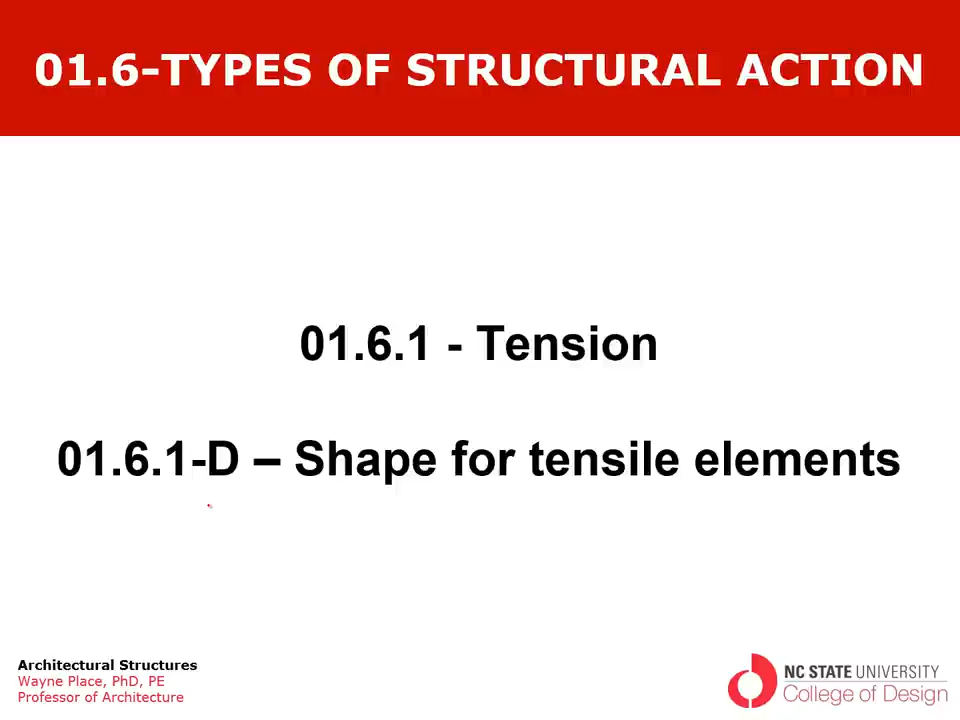 01.6-TYPES OF STRUCTURAL ACTION
01.6.1 - Tension
01.6.1-D – Shape for tensile elements
Architectural Structures
Wayne Place, PhD, PE
Professor of Architecture
NC STATE UNIVERSITY
College of Design